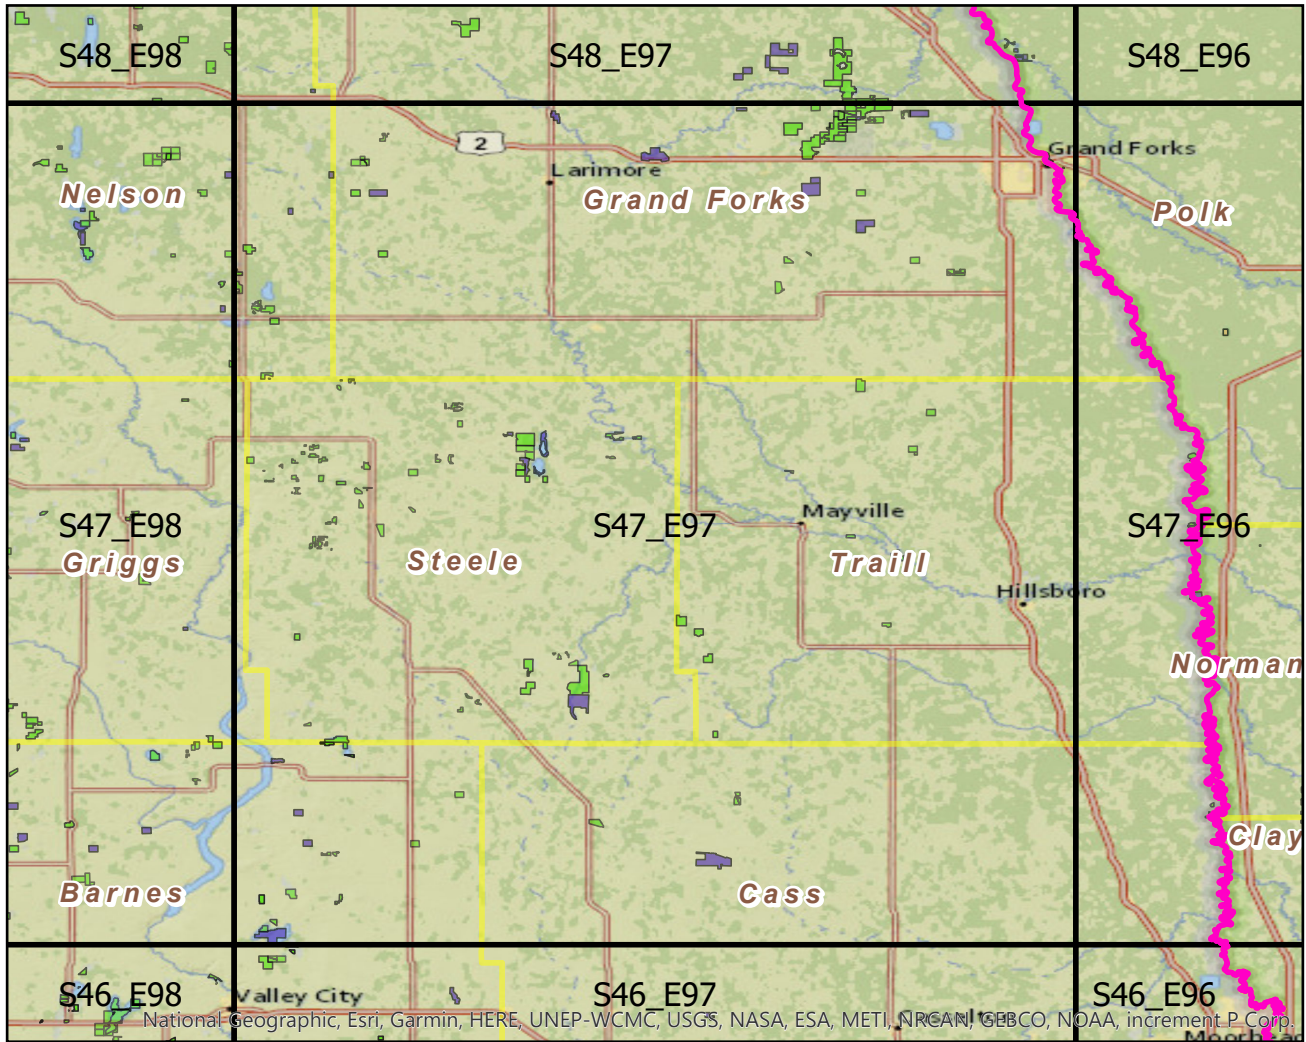 S48_E98
S48_E97
S48_E96
2
Grand Forks
Larimore
Nelson
Grand Forks
Polk
Mayville
S47_E98
S47_E97
S47_E96
Griggs
Steele
Traill
Hillsboro
Norman
Clay
Barnes
Cass
S46_E98
S46_E97
S46_E96
Valley City
National Geographic, Esri, Garmin, HERE, UNEP-WCMC, USGS, NASA, ESA, METI, NRCAN, GEBCO, NOAA, increment P Corp.